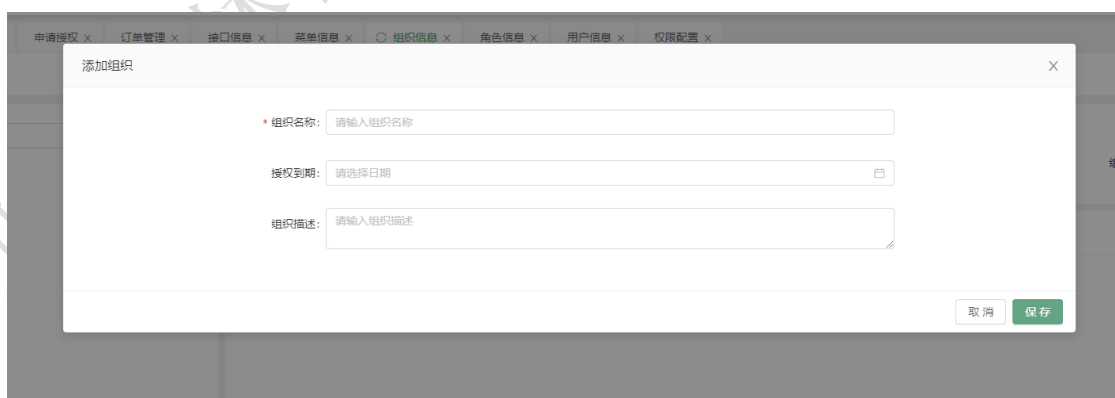 申请授权 × 订单管理 × 接口信息 × 菜单信息 × 组织信息 × 角色信息 × 用户信息 × 权限配置 ×
添加组织
* 组织名称: 请输入组织名称
授权到期: 请选择日期
组织描述: 请输入组织描述
取 消 保 存